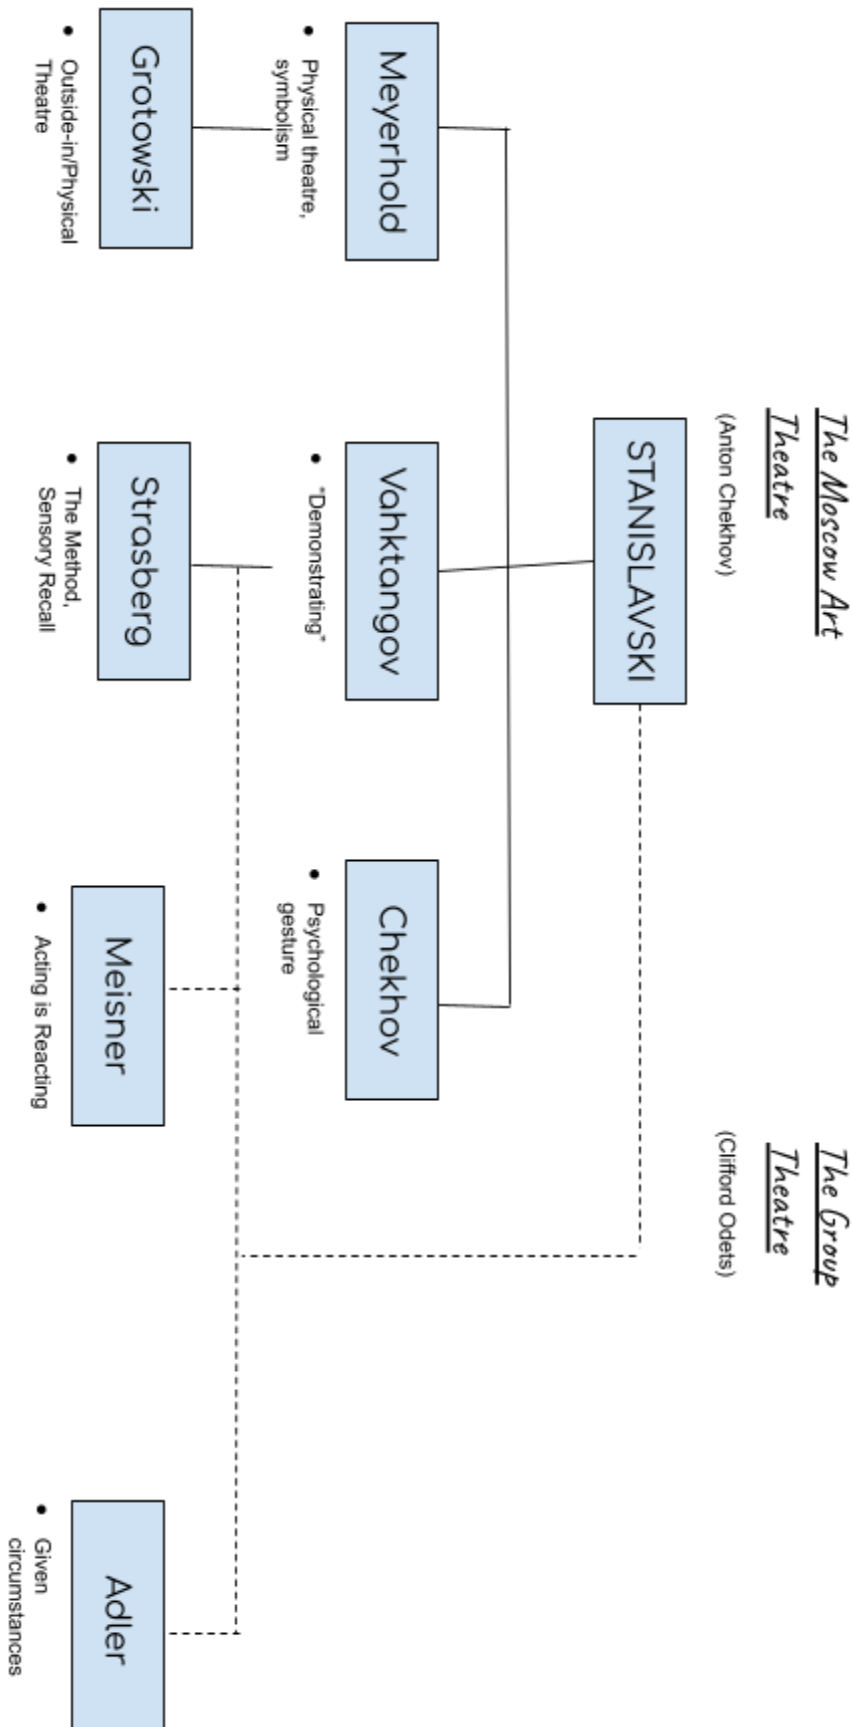 The Moscow Art
Theatre
(Anton Chekhov)
The Group
Theatre
(Clifford Odets)
STANISLAVSKI
Meyerhold
• Physical theatre,
symbolism
Vahktangov
• "Demonstrating"
Chekhov
• Psychological
gesture
Grotowski
• Outside-in/Physical
Theatre
Strasberg
• The Method,
Sensory Recall
Meisner
• Acting is Reacting
Adler
• Given
circumstances